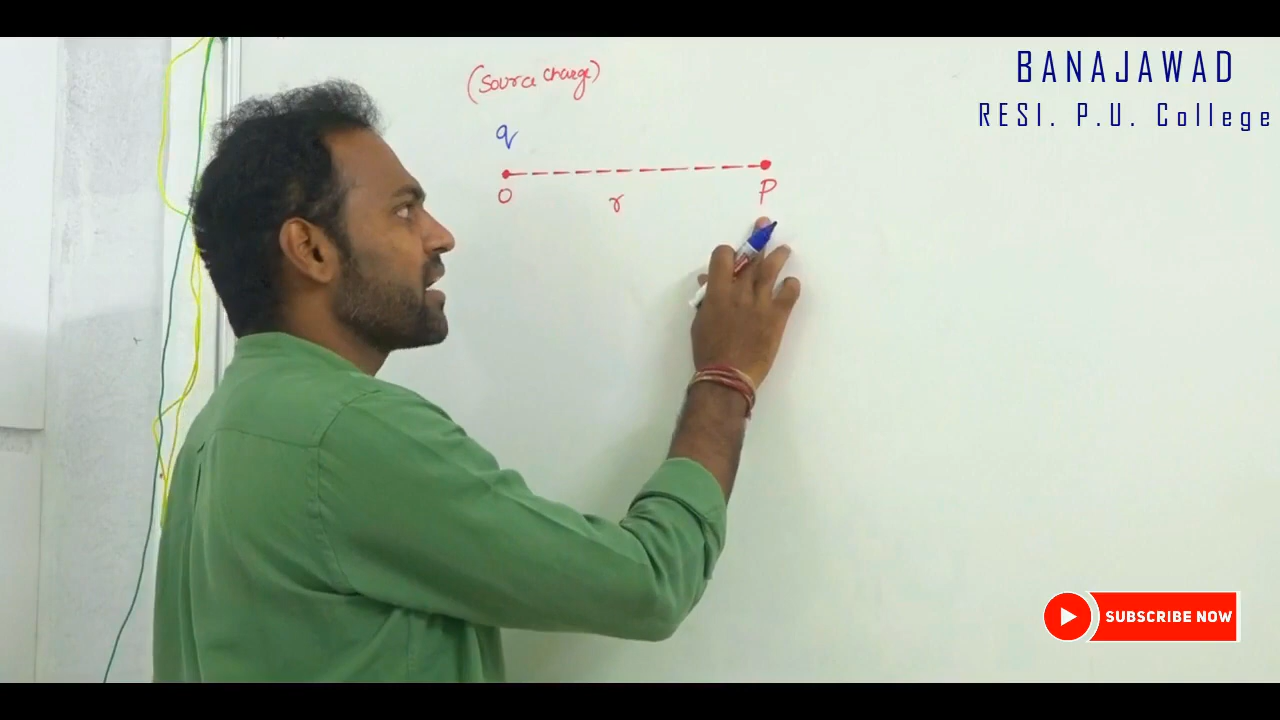 BANAJAWAD
RESI. P.U. College
(Source charge)
q
O
r
P
SUBSCRIBE NOW